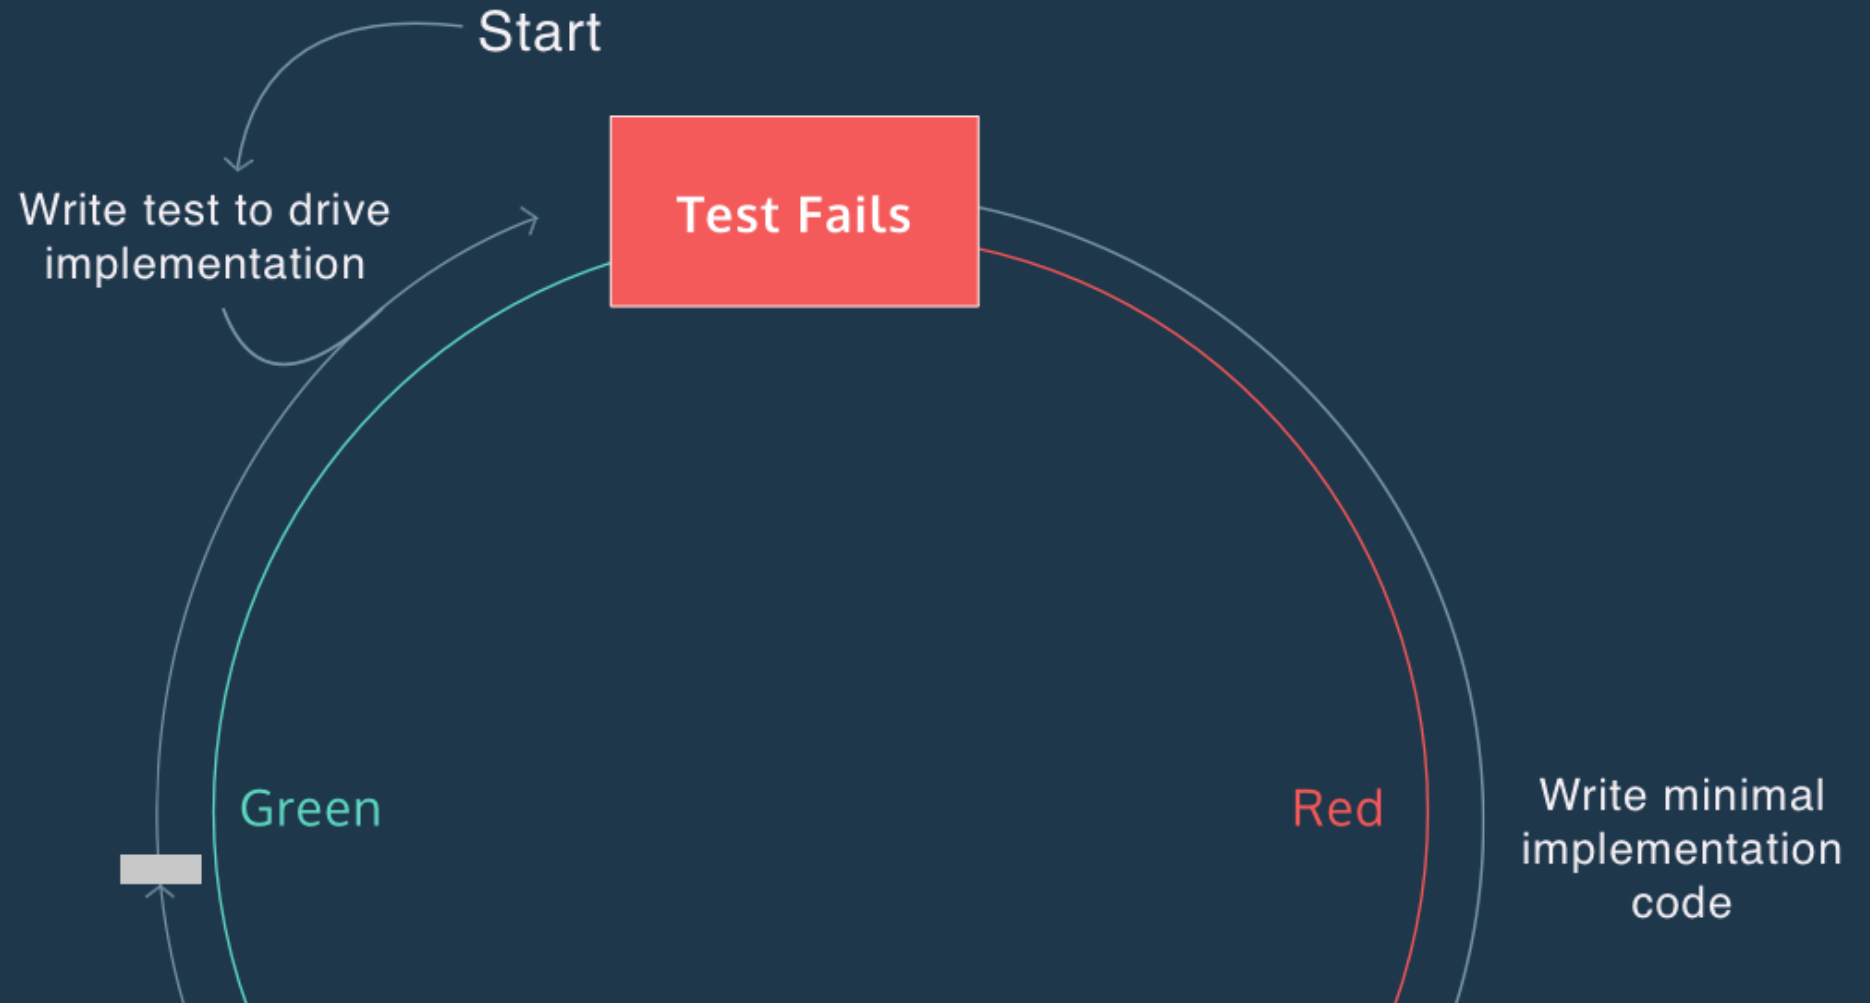 Start
Write test to drive
implementation
Test Fails
Green
Red
Write minimal
implementation
code